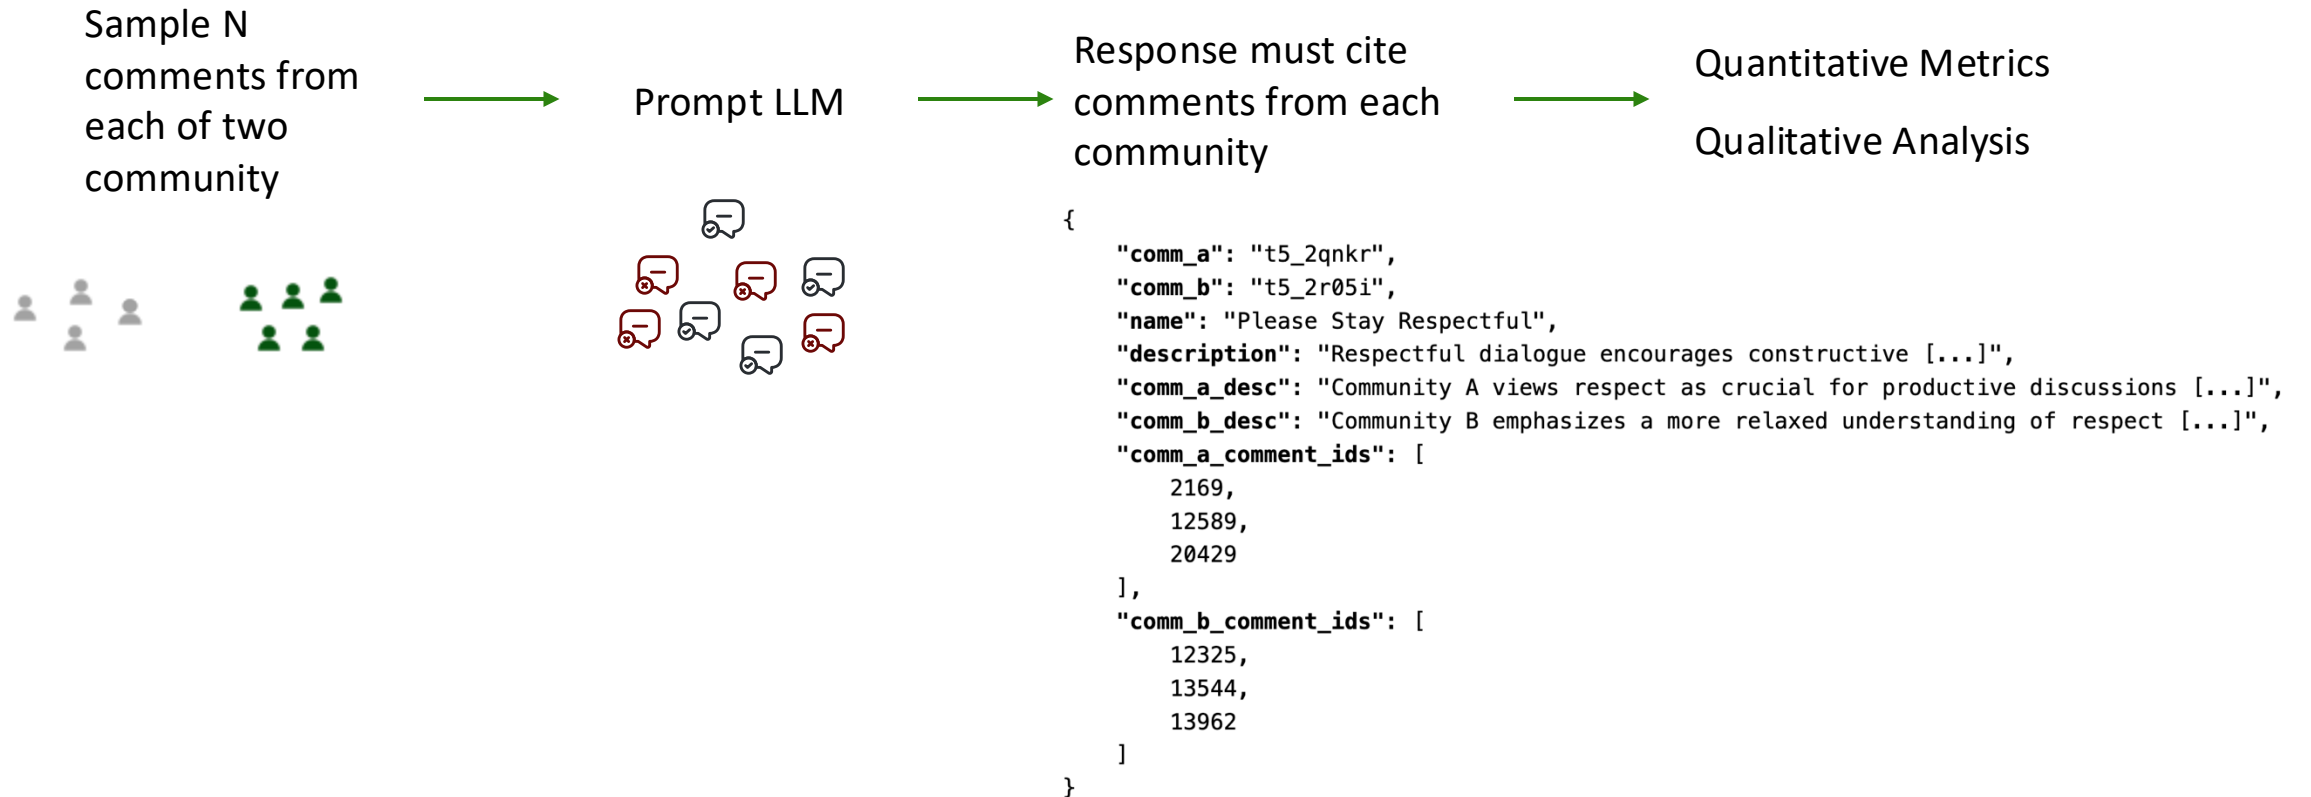 Sample N
comments from
each of two
community
Prompt LLM
Response must cite
comments from each
community
Quantitative Metrics
Qualitative Analysis
{
    "comm_a": "t5_2qnkr",
    "comm_b": "t5_2r05i",
    "name": "Please Stay Respectful",
    "description": "Respectful dialogue encourages constructive [...]",
    "comm_a_desc": "Community A views respect as crucial for productive discussions [...]",
    "comm_b_desc": "Community B emphasizes a more relaxed understanding of respect [...]",
    "comm_a_comment_ids": [
        2169,
        12589,
        20429
    ],
    "comm_b_comment_ids": [
        12325,
        13544,
        13962
    ]
}